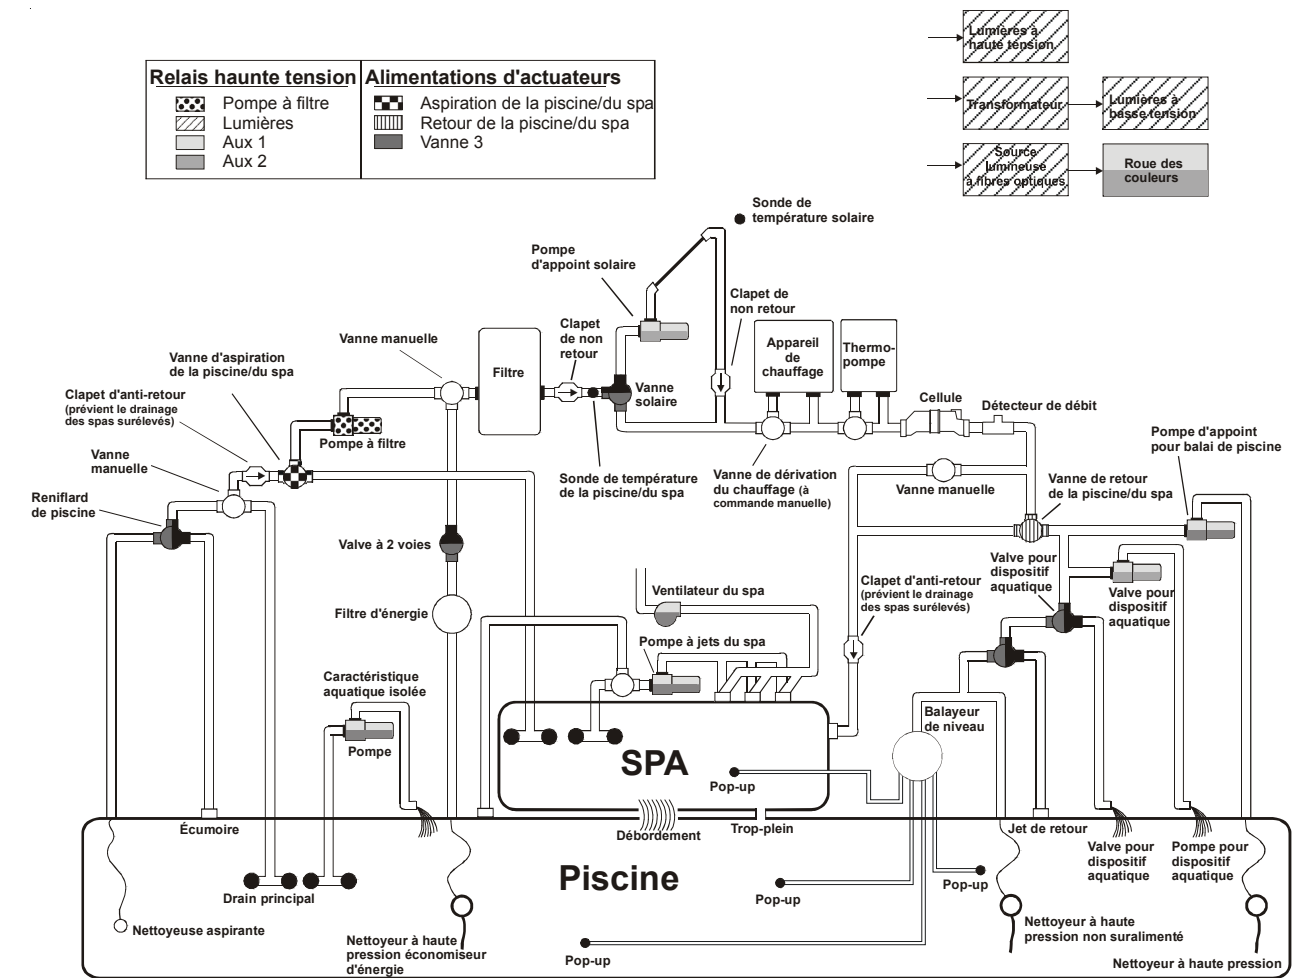 Lumières à
haute tension
Relais haunte tension
Alimentations d'actuateurs
Pompe à filtre
Aspiration de la piscine/du spa
Lumières
Retour de la piscine/du spa
Aux 1
Vanne 3
Aux 2
Transformateur
Lumières à
basse tension
Source
lumineuse
à fibres optiques
Roue des
couleurs
Sonde de
température solaire
Pompe
d'appoint solaire
Clapet de
non retour
Clapet
de non
retour
Vanne manuelle
Vanne d'aspiration
de la piscine/du spa
Filtre
Appareil
de
chauffage
Thermo-
pompe
Clapet d'anti-retour
(prévient le drainage
des spas surélevés)
Vanne
solaire
Cellule
Détecteur de débit
Pompe à filtre
Vanne
manuelle
Pompe d'appoint
pour balai de piscine
Reniflard
de piscine
Sonde de température
de la piscine/du spa
Vanne de dérivation
du chauffage (à
commande manuelle)
Vanne manuelle
Vanne de retour
de la piscine/du spa
Valve à 2 voies
Valve pour
dispositif
aquatique
Clapet d'anti-retour
(prévient le drainage
des spas surélevés)
Valve pour
dispositif
aquatique
Ventilateur du spa
Filtre d'énergie
Pompe à jets du spa
Caractéristique
aquatique isolée
Pompe
Balayeur
de niveau
SPA
Pop-up
Écumoire
Débordement
Trop-plein
Jet de retour
Valve pour
dispositif
aquatique
Pompe pour
dispositif
aquatique
Piscine
Drain principal
Pop-up
Pop-up
Nettoyeuse aspirante
Nettoyeur à haute
pression économiseur
d'énergie
Nettoyeur à haute
pression non suralimenté
Pop-up
Nettoyeur à haute pression